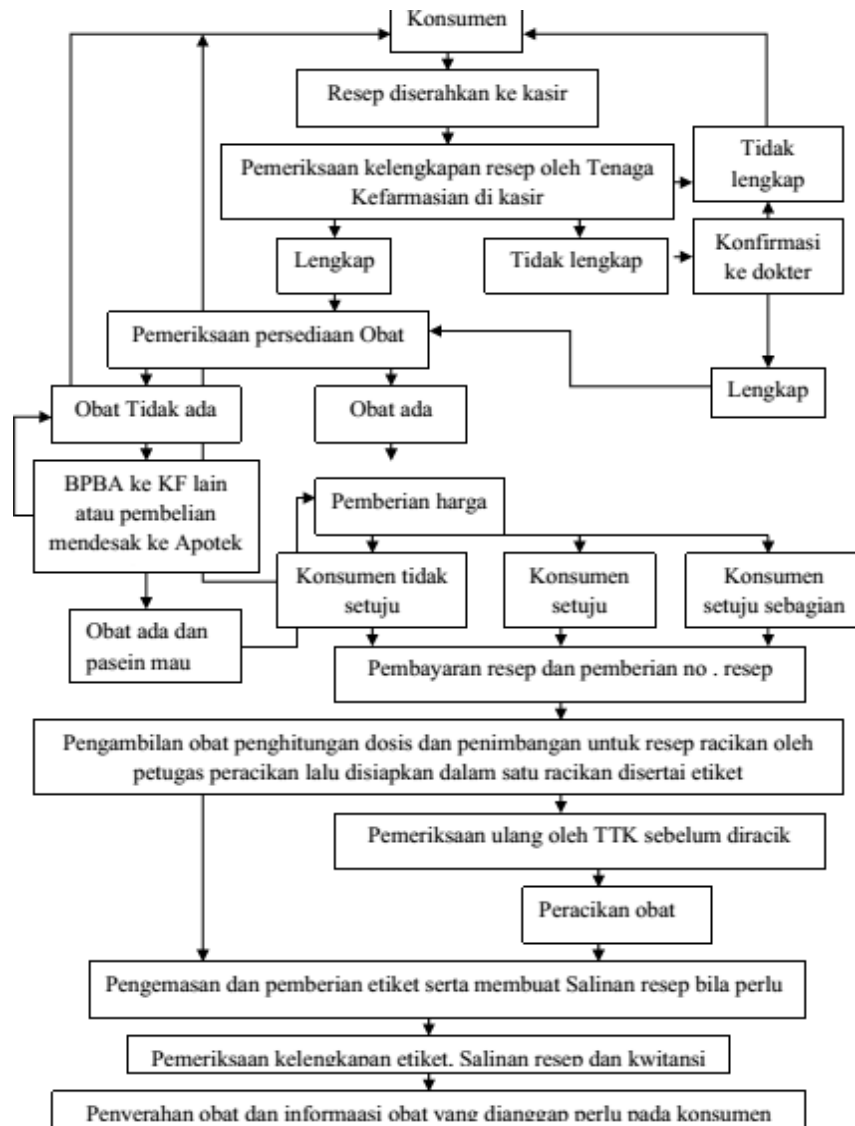 Konsumen
Resep diserahkan ke kasir
Pemeriksaan kelengkapan resep oleh Tenaga
Kefarmasian di kasir
Tidak
lengkap
Lengkap
Tidak lengkap
Konfirmasi
ke dokter
Pemeriksaan persediaan Obat
Lengkap
Obat Tidak ada
Obat ada
BPBA ke KF lain
atau pembelian
mendesak ke Apotek
Pemberian harga
Konsumen tidak
setuju
Konsumen
setuju
Konsumen
setuju sebagian
Obat ada dan
pasein mau
Pembayaran resep dan pemberian no . resep
Pengambilan obat penghitungan dosis dan penimbangan untuk resep racikan oleh
petugas peracikan lalu disiapkan dalam satu racikan disertai etiket
Pemeriksaan ulang oleh TTK sebelum diracik
Peracikan obat
Pengemasan dan pemberian etiket serta membuat Salinan resep bila perlu
Pemeriksaan kelengkapan etiket, Salinan resep dan kwitansi
Penyerahan obat dan informaasi obat yang dianggap perlu pada konsumen